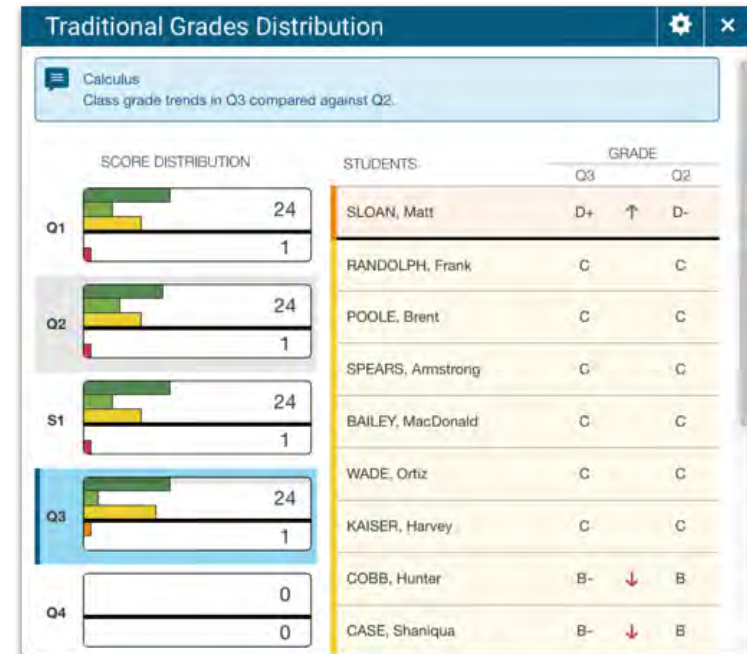 Traditional Grades Distribution
Calculus
Class grade trends in Q3 compared against Q2.
SCORE DISTRIBUTION
Q1 24
1
Q2 24
1
S1 24
1
Q3 24
1
Q4 0
0
STUDENTS GRADE
Q3 Q2
SLOAN, Matt D+ ↑ D-
RANDOLPH, Frank C C
POOLE, Brent C C
SPEARS, Armstrong C C
BAILEY, MacDonald C C
WADE, Ortiz C C
KAISER, Harvey C C
COBB, Hunter B- ↓ B
CASE, Shaniqua B- ↓ B